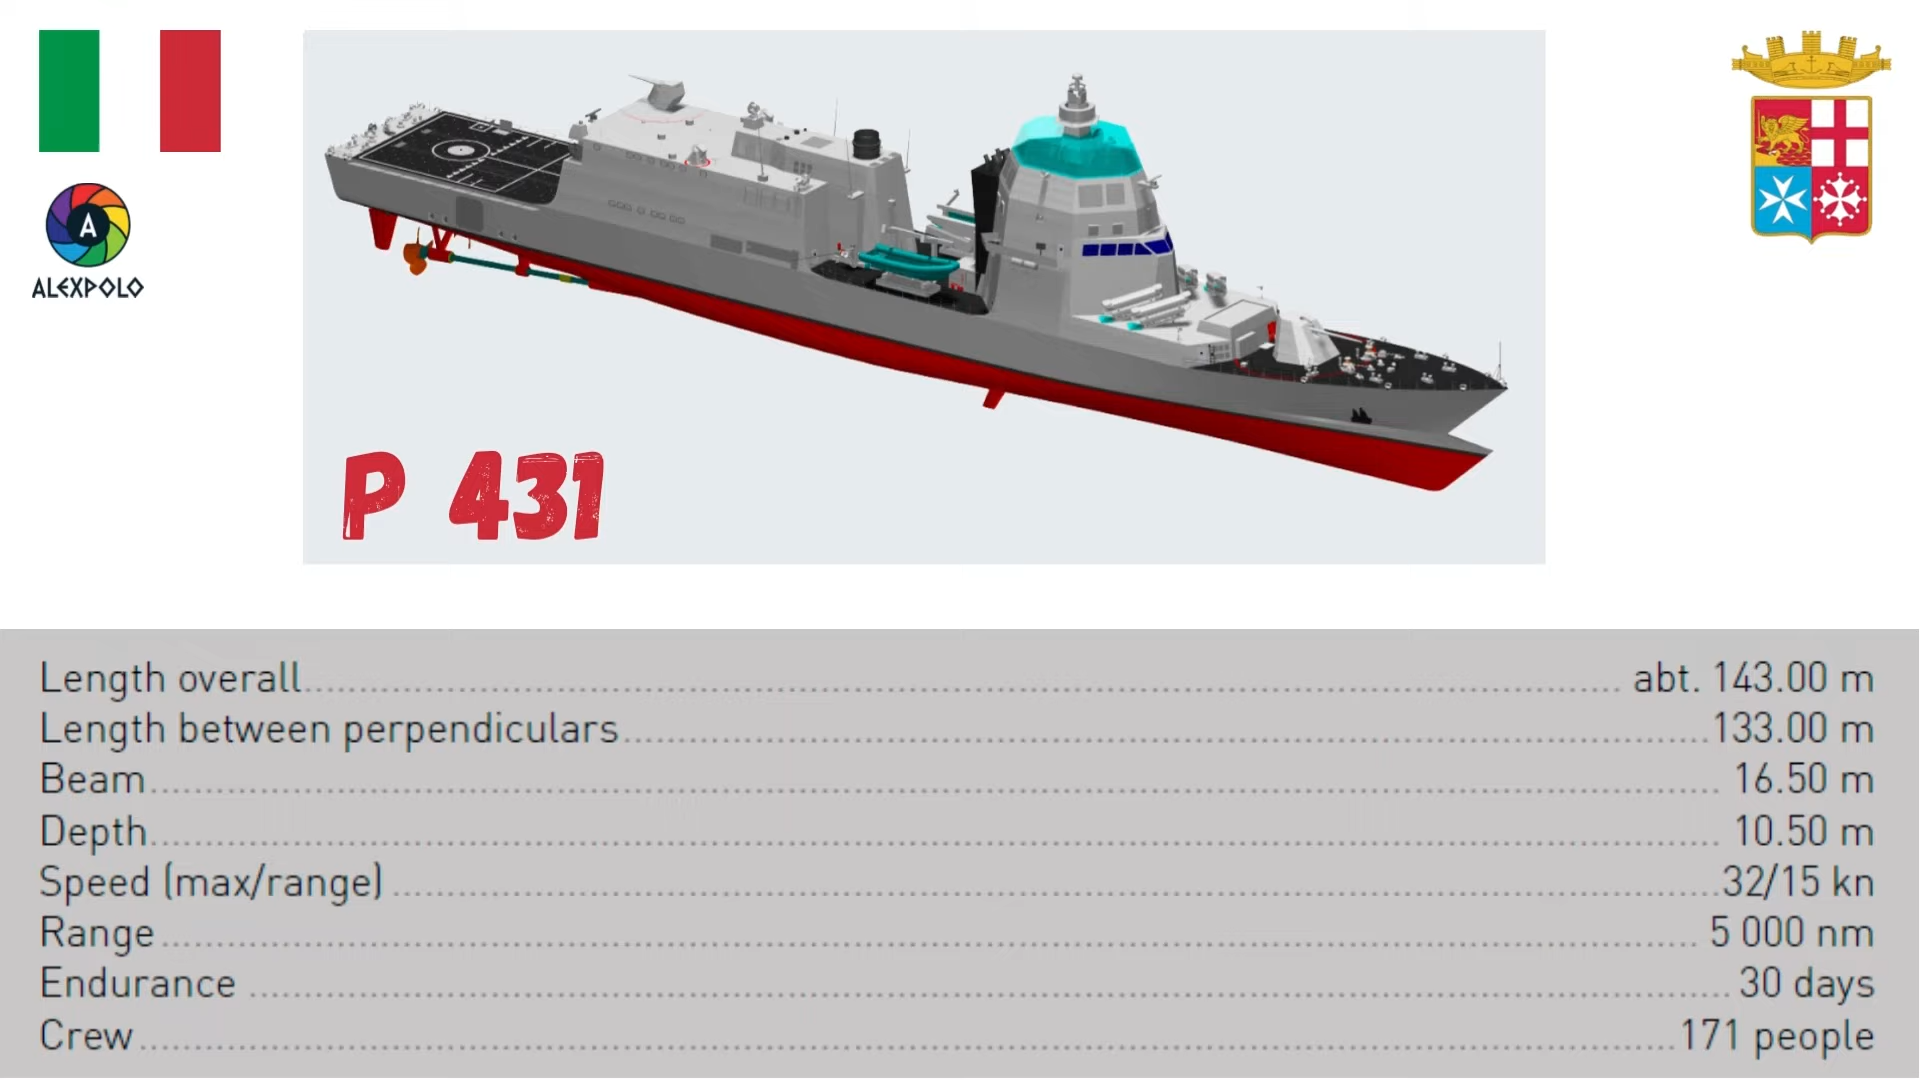 A
ALEXPOLO
P 431
Length overall abt. 143.00 m
Length between perpendiculars 133.00 m
Beam 16.50 m
Depth 10.50 m
Speed (max/range) 32/15 kn
Range 5 000 nm
Endurance 30 days
Crew 171 people